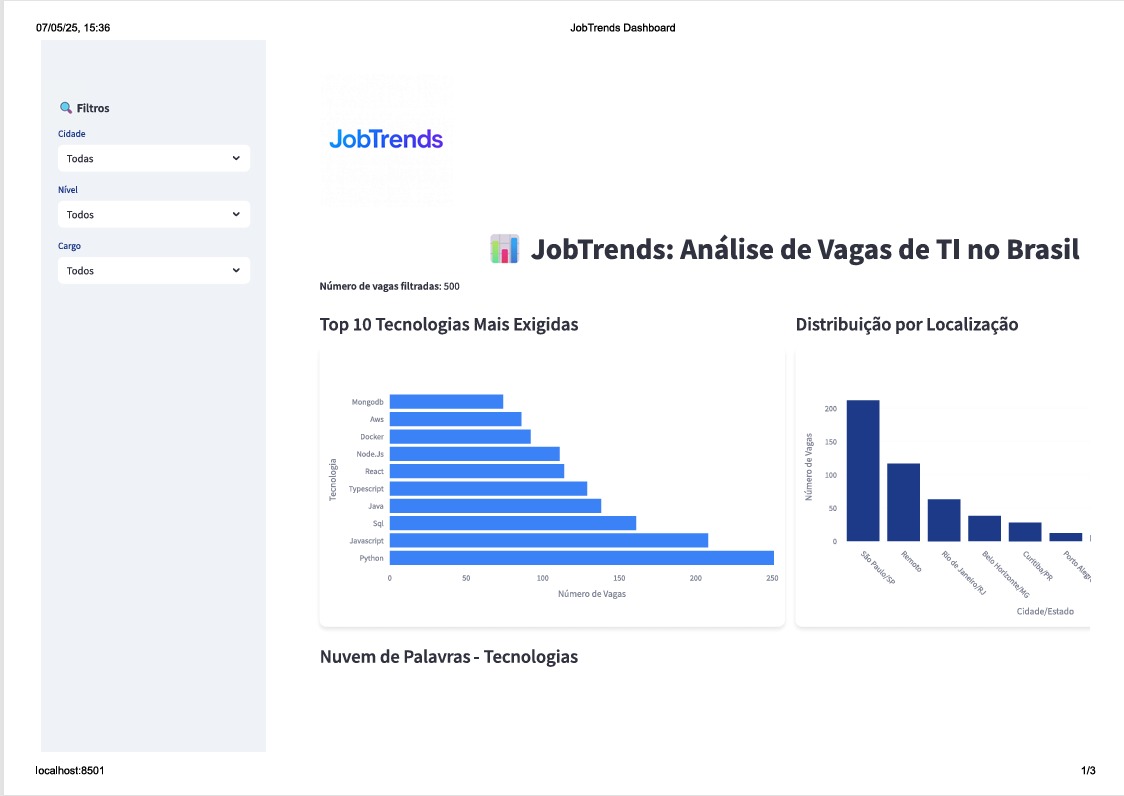 07/05/25, 15:36
JobTrends Dashboard
🔍 Filtros
Cidade
Todas
Nível
Todos
Cargo
Todos
JobTrends
📊 JobTrends: Análise de Vagas de TI no Brasil
Número de vagas filtradas: 500
Top 10 Tecnologias Mais Exigidas
Tecnologia
Mongodb
Aws
Docker
Node.Js
React
Typescript
Java
Sql
Javascript
Python
0 50 100 150 200 250
Número de Vagas
Distribuição por Localização
Número de Vagas
200
150
100
50
0
São Paulo/SP
Remoto
Rio de Janeiro/RJ
Belo Horizonte/MG
Curitiba/PR
Porto Aleg
Cidade/Estado
Nuvem de Palavras - Tecnologias
localhost:8501
1/3